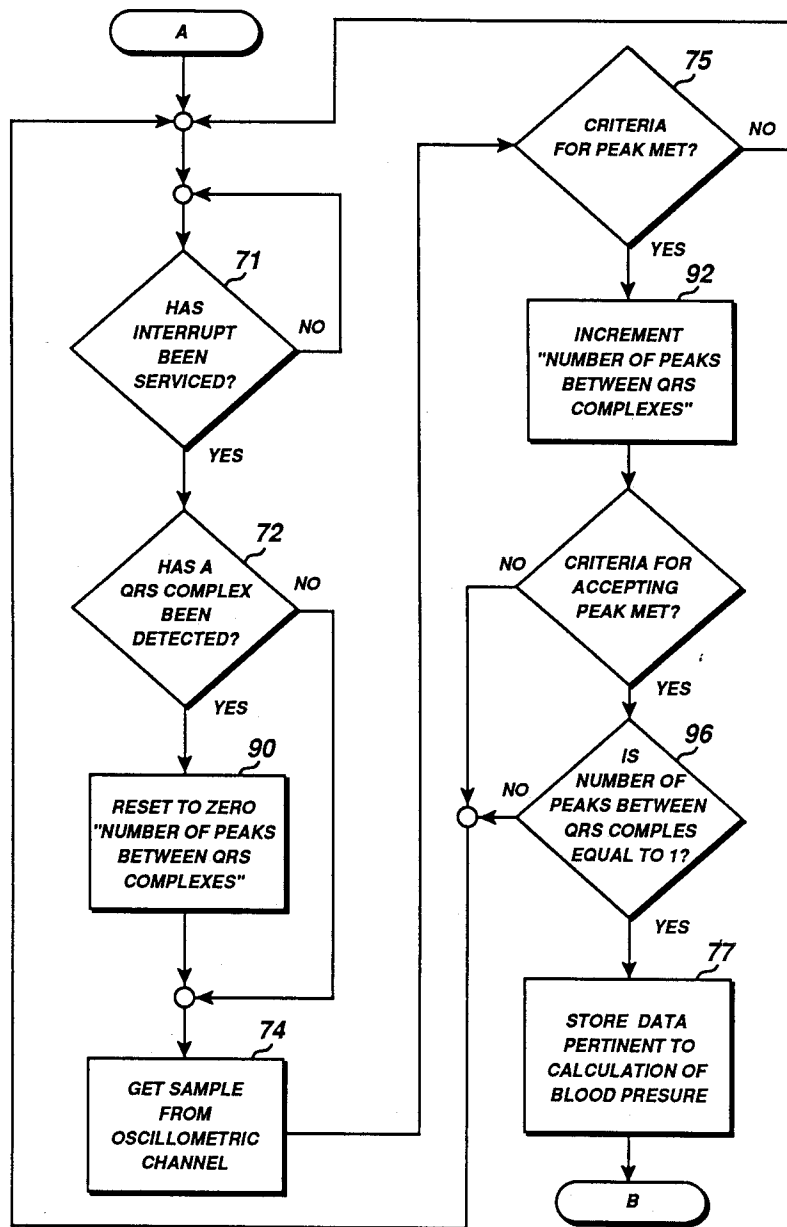 A
71
HAS
INTERRUPT
BEEN
SERVICED?
NO
YES
72
HAS A
QRS COMPLEX
BEEN
DETECTED?
NO
YES
90
RESET TO ZERO
"NUMBER OF PEAKS
BETWEEN QRS
COMPLEXES"
74
GET SAMPLE
FROM
OSCILLOMETRIC
CHANNEL
75
CRITERIA
FOR PEAK MET?
NO
YES
92
INCREMENT
"NUMBER OF PEAKS
BETWEEN QRS
COMPLEXES"
CRITERIA FOR
ACCEPTING
PEAK MET?
NO
YES
96
IS
NUMBER OF
PEAKS BETWEEN
QRS COMPLES
EQUAL TO 1?
NO
YES
77
STORE DATA
PERTINENT TO
CALCULATION OF
BLOOD PRESURE
B